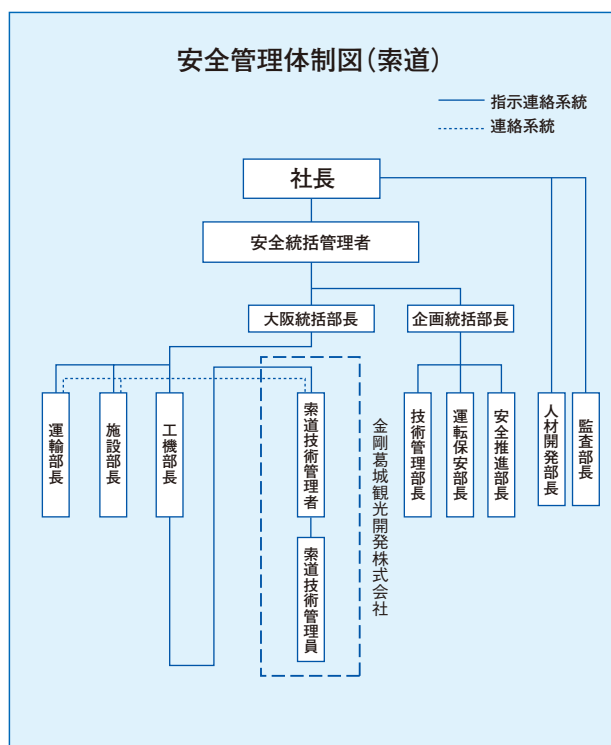 安全管理体制図(索道)
指示連絡系統
連絡系統
社長
安全統括管理者
大阪統括部長
企画統括部長
運輸部長
施設部長
工機部長
索道技術管理者
索道技術管理員
金剛葛城観光開発株式会社
技術管理部長
運転保安部長
安全推進部長
人材開発部長
監査部長